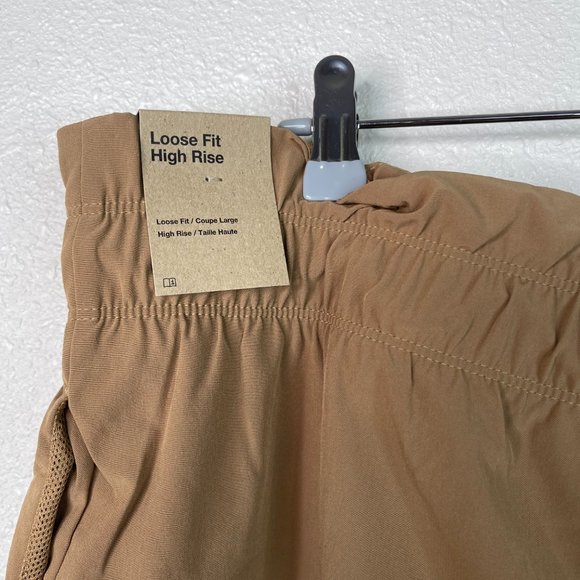 Loose Fit
High Rise
Loose Fit / Coupe Large
High Rise / Taille Haute